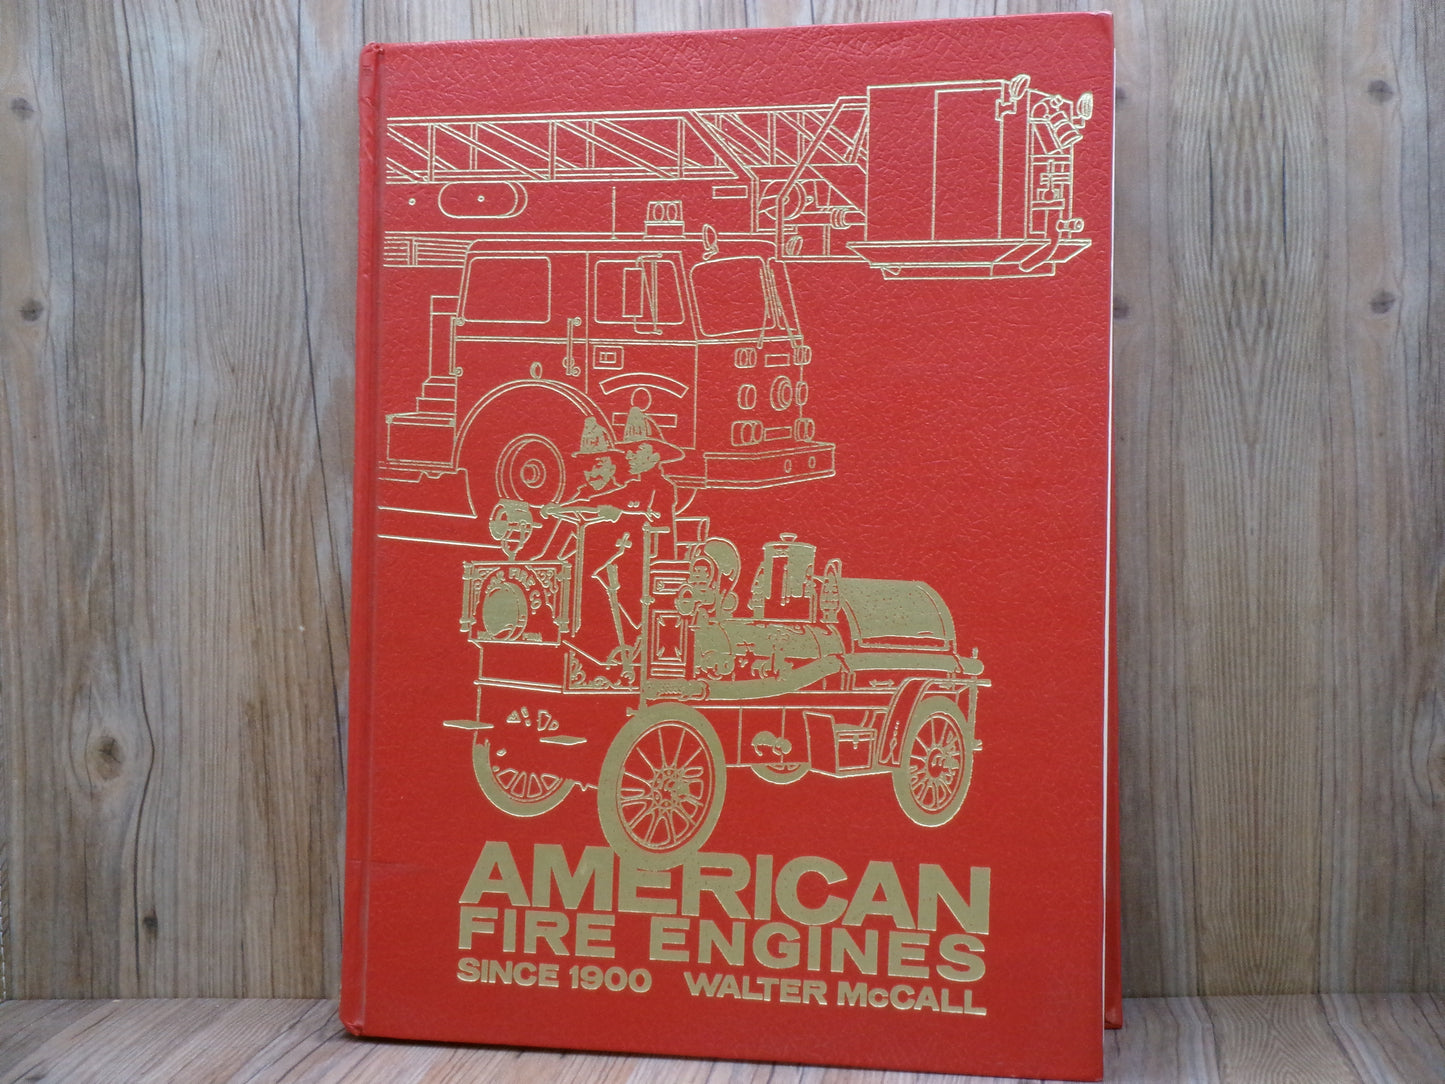 AMERICAN
FIRE ENGINES
SINCE 1900 WALTER McCALL